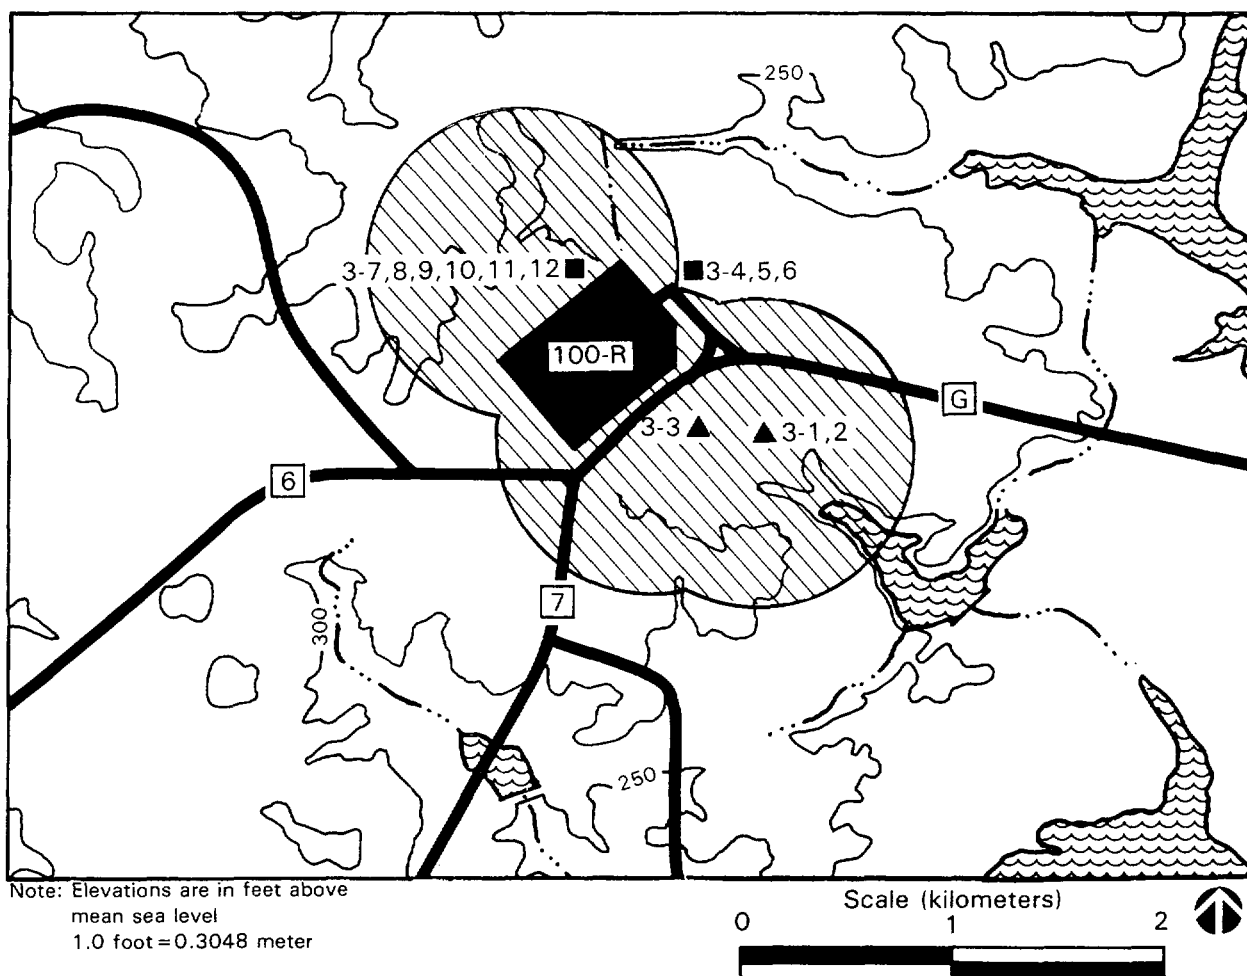 250
3-7,8,9,10,11,12
3-4,5,6
100-R
G
3-3
3-1,2
6
7
300
250
Note: Elevations are in feet above
mean sea level
1.0 foot=0.3048 meter
Scale (kilometers)
0 1 2